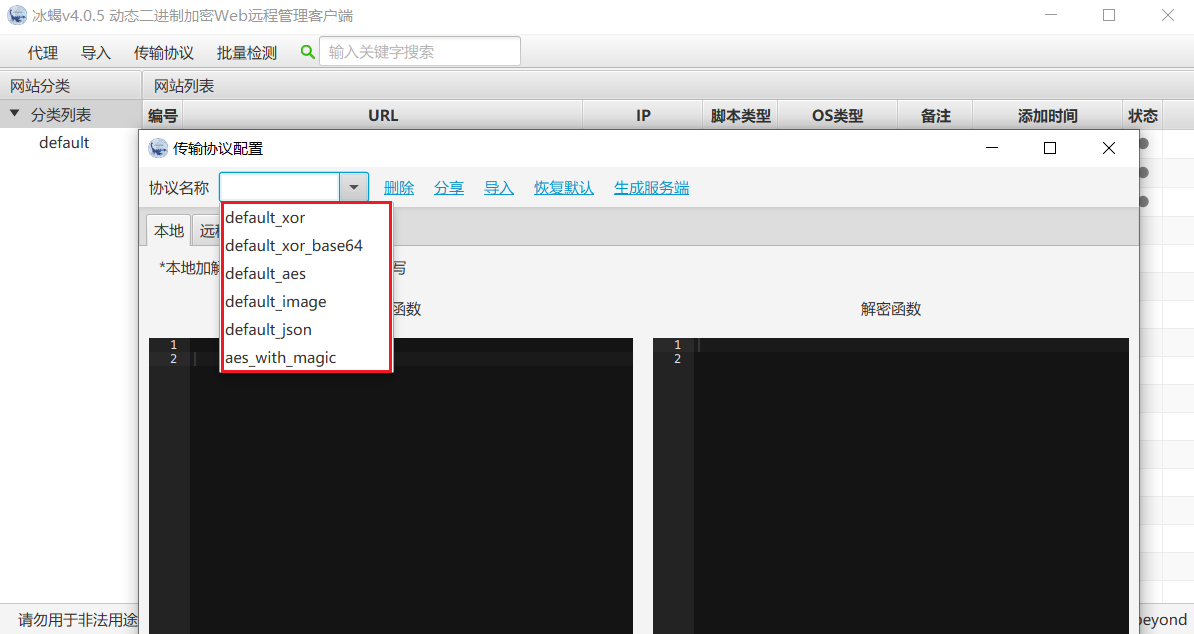 冰蝎v4.0.5 动态二进制加密Web远程管理客户端
代理 导入 传输协议 批量检测 输入关键字搜索
网站分类 网站列表
分类列表 编号 URL IP 脚本类型 OS类型 备注 添加时间 状态
default
传输协议配置
协议名称 删除 分享 导入 恢复默认 生成服务端
default_xor
本地 远程
default_xor_base64
*本地加解 写
default_aes
default_image
函数 解密函数
default_json
aes_with_magic
1 1
2 2
请勿用于非法用途 beyond